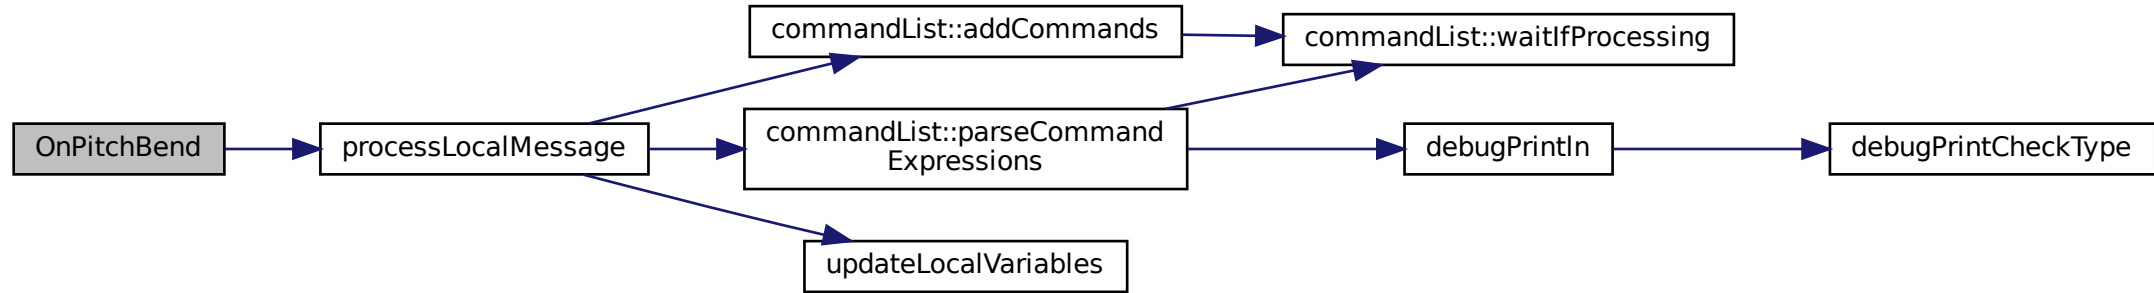 OnPitchBend
processLocalMessage
commandList::addCommands
commandList::parseCommand
Expressions
updateLocalVariables
commandList::waitIfProcessing
debugPrintln
debugPrintCheckType